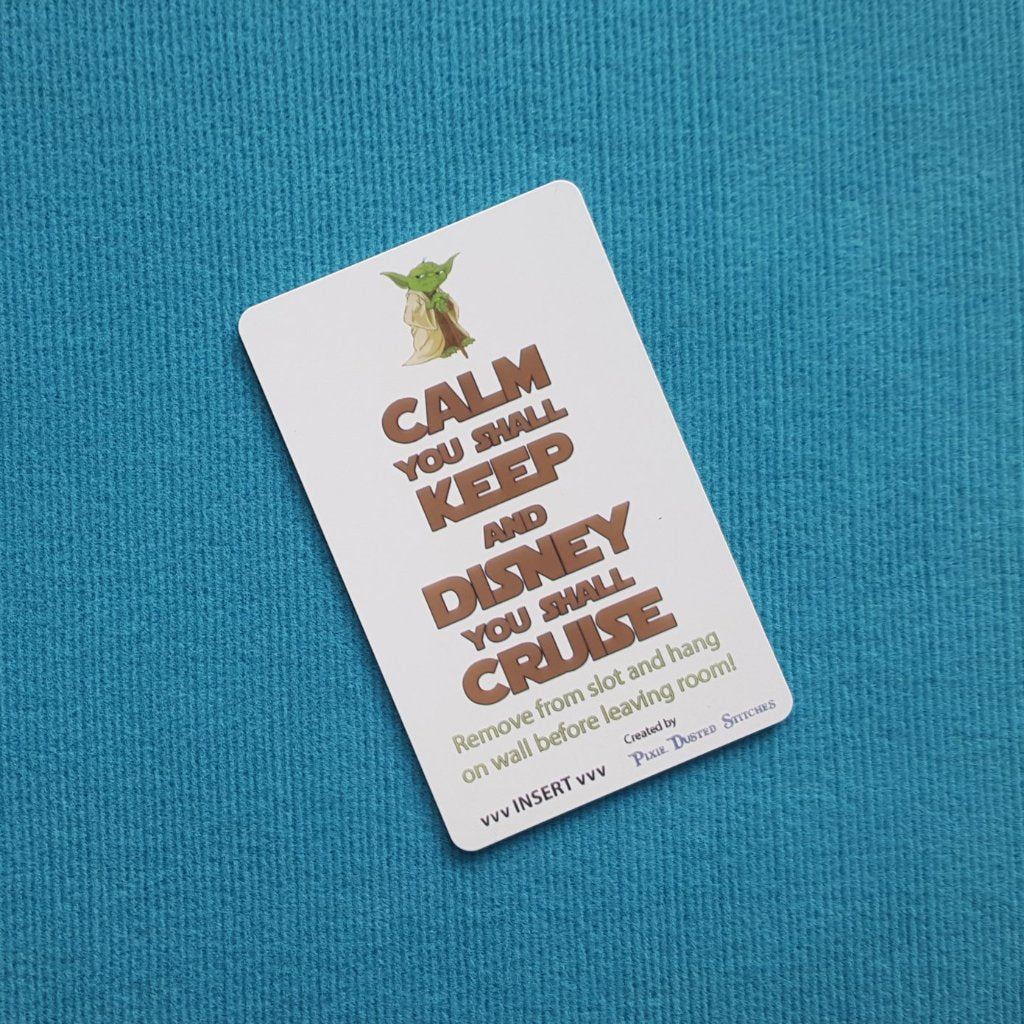 CALM
YOU SHALL
KEEP
AND
DISNEY
YOU SHALL
CRUISE
Remove from slot and hang
on wall before leaving room!
Created by
PIXIE DUSTED STITCHES
vvv INSERT vvv